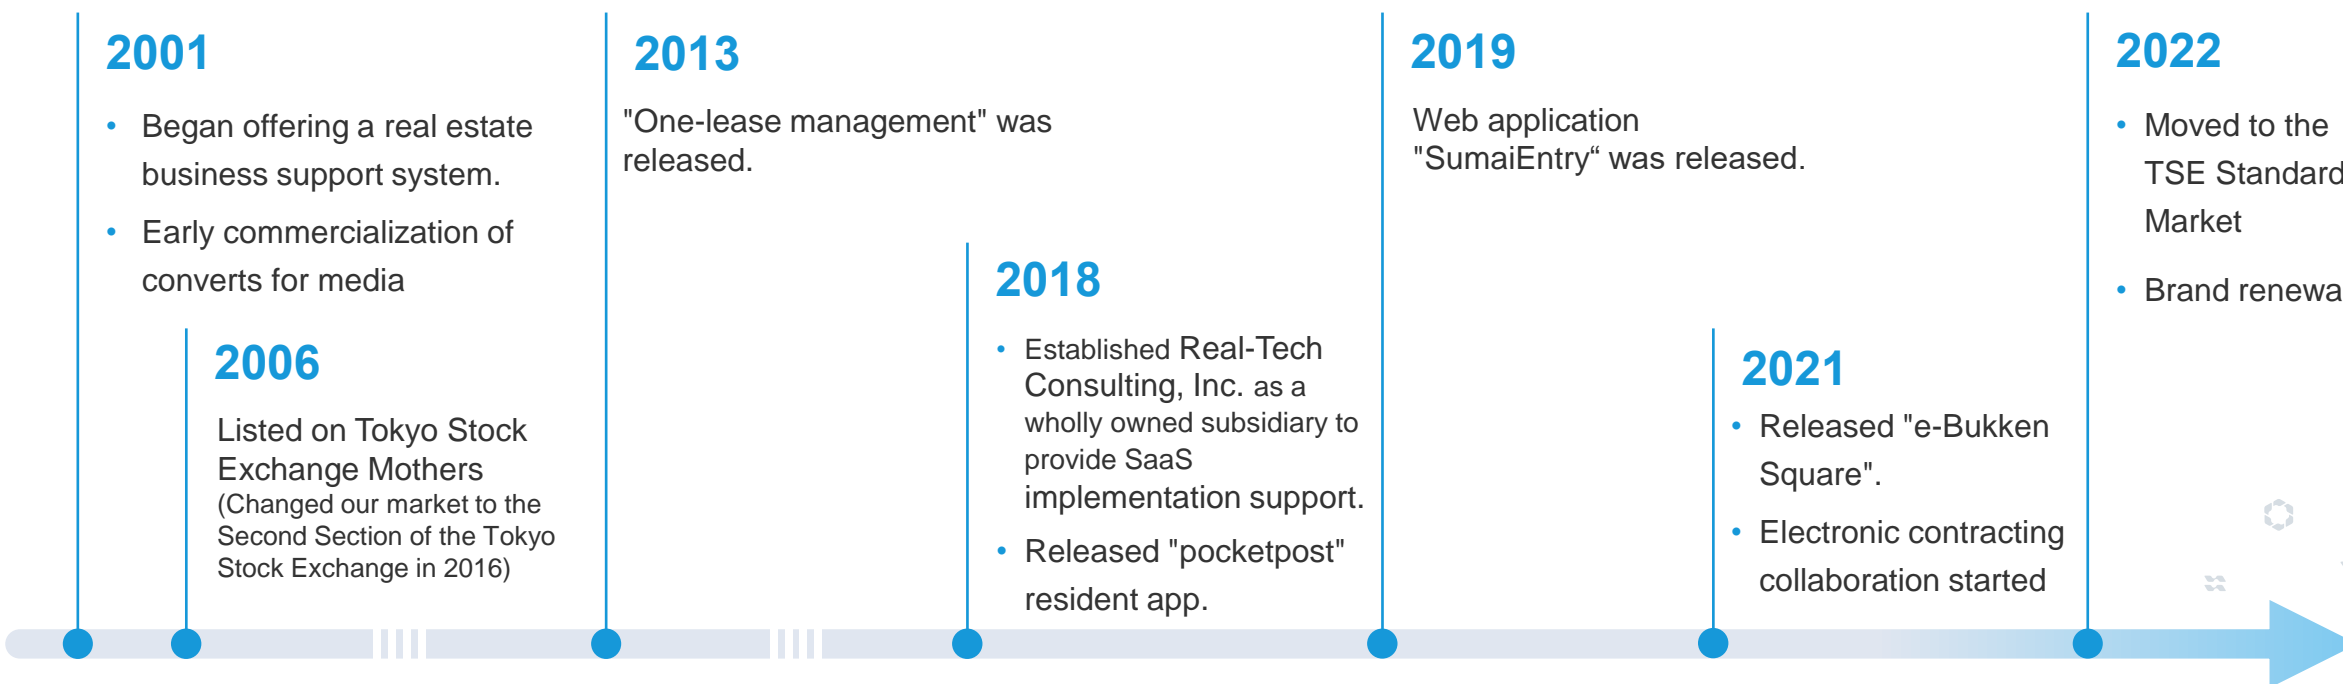 2001
• Began offering a real estate
business support system.
• Early commercialization of
converts for media
2006
Listed on Tokyo Stock
Exchange Mothers
(Changed our market to the
Second Section of the Tokyo
Stock Exchange in 2016)
2013
"One-lease management" was
released.
2018
• Established Real-Tech
Consulting, Inc. as a
wholly owned subsidiary to
provide SaaS
implementation support.
• Released "pocketpost"
resident app.
2019
Web application
"SumaiEntry“ was released.
2021
• Released "e-Bukken
Square".
• Electronic contracting
collaboration started
2022
• Moved to the
TSE Standard
Market
• Brand renewa